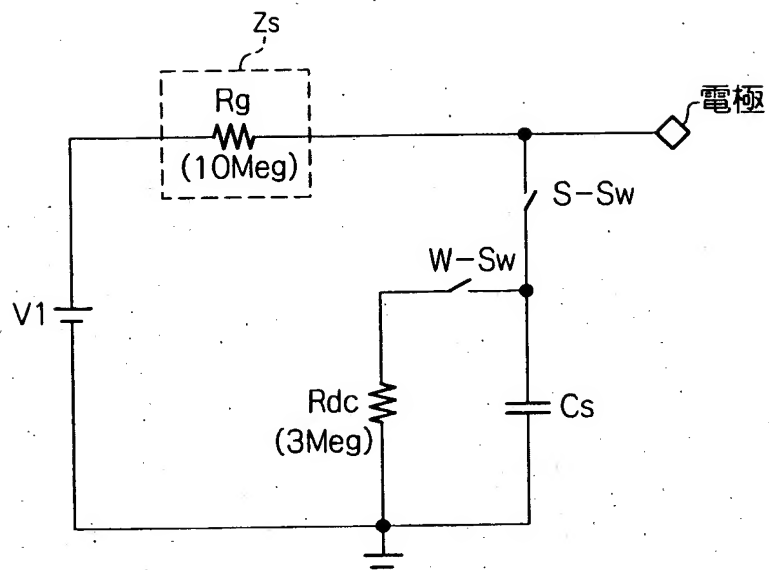 Zs
Rg
(10Meg)
電極
S-Sw
W-Sw
V1
Rdc
(3Meg)
Cs